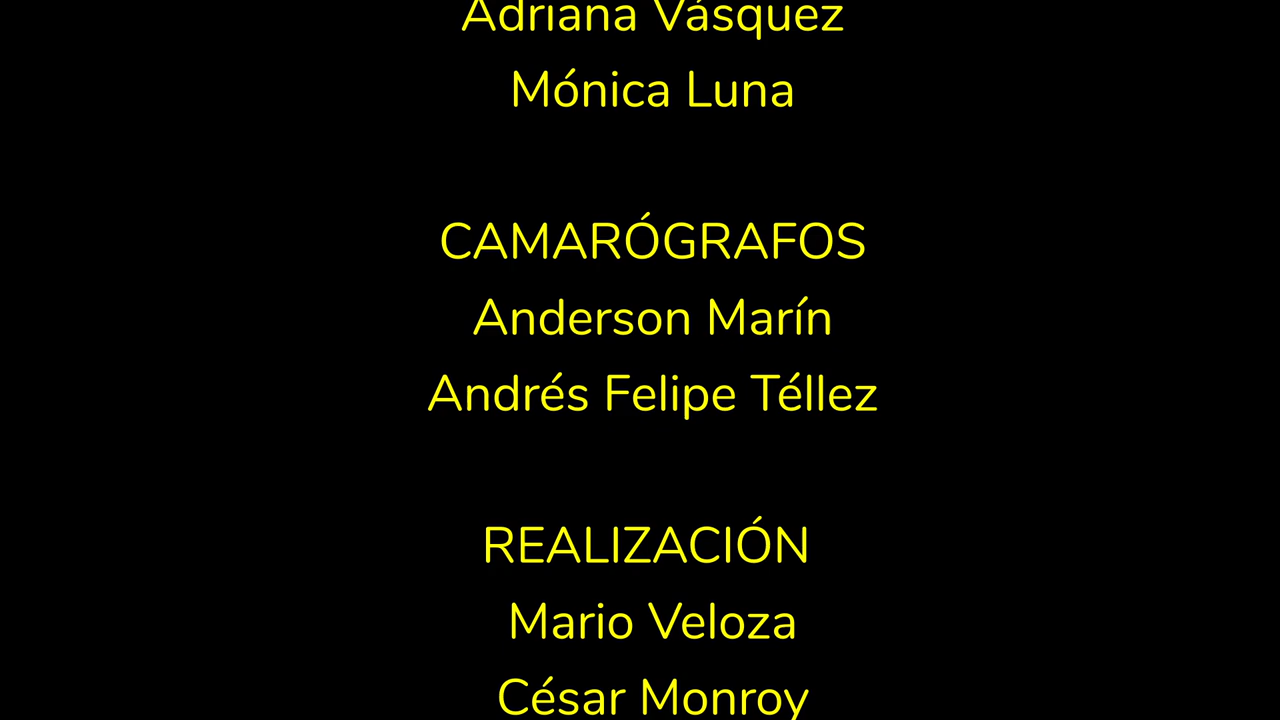 Adriana Vásquez
Mónica Luna
CAMARÓGRAFOS
Anderson Marín
Andrés Felipe Téllez
REALIZACIÓN
Mario Veloza
César Monroy